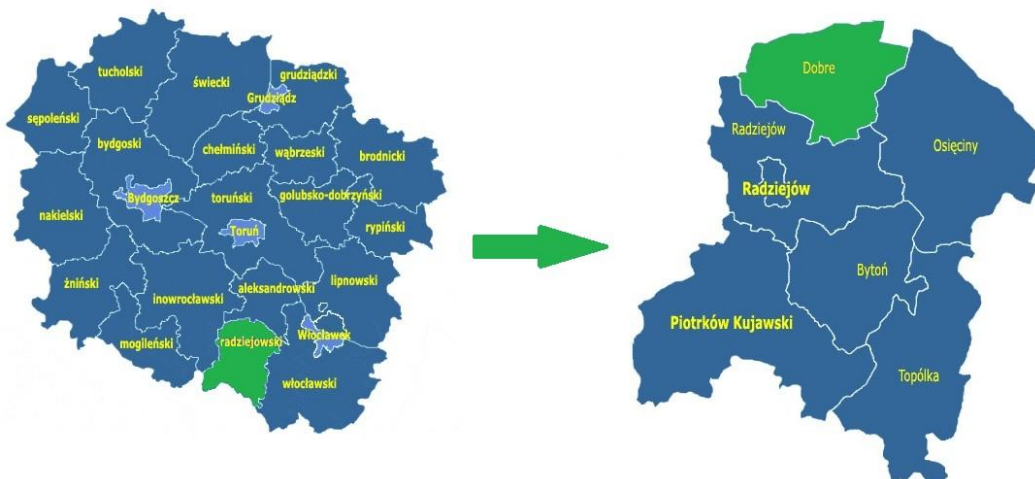 tucholski
świecki
grudziądzki
Grudziądz
sępoleński
bydgoski
chełmiński
wąbrzeski
brodnicki
Bydgoszcz
toruński
golubsko-dobrzyński
nakielski
Toruń
rypiński
żniński
inowrocławski
aleksandrowski
lipnowski
mogileński
radziejowski
Włocławek
włocławski
Dobre
Radziejów
Osięciny
Radziejów
Bytoń
Piotrków Kujawski
Topólka